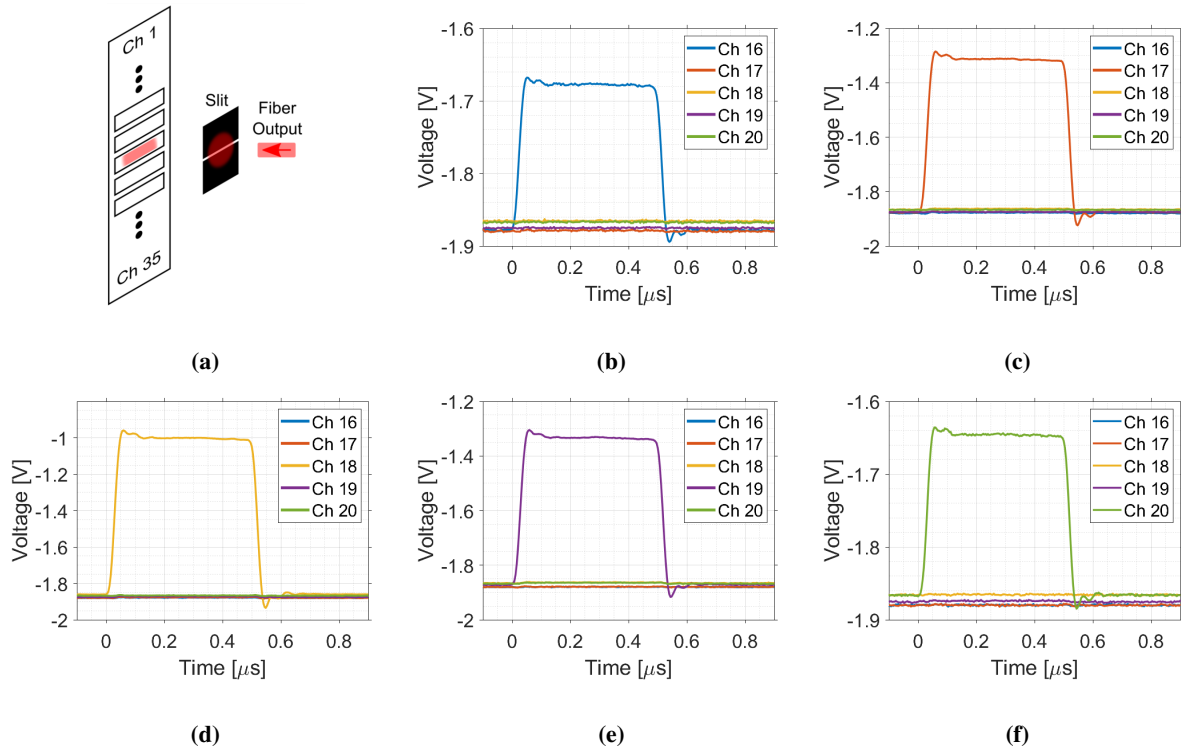 Ch 1
Slit
Fiber
Output
Ch 35
(a)
-1.6
-1.7
-1.8
-1.9
Voltage [V]
0 0.2 0.4 0.6 0.8
Time [μs]
Ch 16
Ch 17
Ch 18
Ch 19
Ch 20
(b)
-1.2
-1.4
-1.6
-1.8
-2
Voltage [V]
0 0.2 0.4 0.6 0.8
Time [μs]
Ch 16
Ch 17
Ch 18
Ch 19
Ch 20
(c)
-1
-1.2
-1.4
-1.6
-1.8
-2
Voltage [V]
0 0.2 0.4 0.6 0.8
Time [μs]
Ch 16
Ch 17
Ch 18
Ch 19
Ch 20
(d)
-1.2
-1.4
-1.6
-1.8
-2
Voltage [V]
0 0.2 0.4 0.6 0.8
Time [μs]
Ch 16
Ch 17
Ch 18
Ch 19
Ch 20
(e)
-1.6
-1.7
-1.8
-1.9
Voltage [V]
0 0.2 0.4 0.6 0.8
Time [μs]
Ch 16
Ch 17
Ch 18
Ch 19
Ch 20
(f)